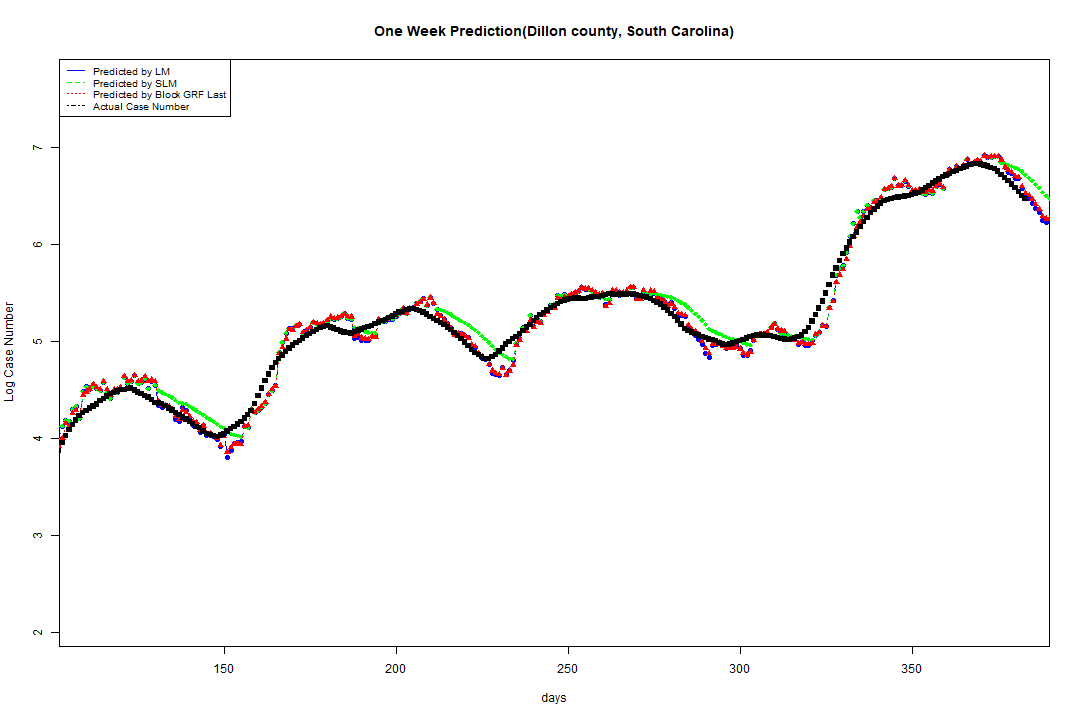 One Week Prediction(Dillon county, South Carolina)
Predicted by LM
Predicted by SLM
Predicted by Block GRF Last
Actual Case Number
Log Case Number
7
6
5
4
3
2
150 200 250 300 350
days